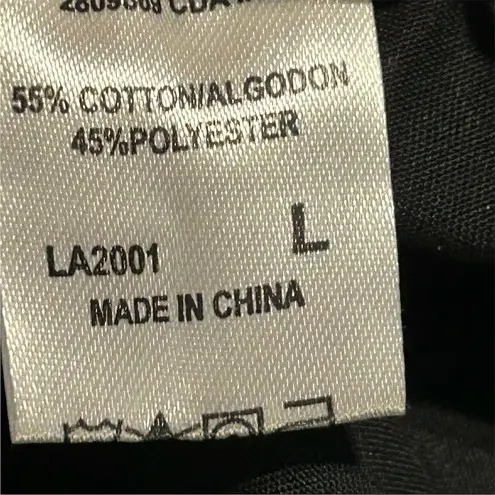 55% COTTON/ALGODON
45%POLYESTER
L
LA2001
MADE IN CHINA